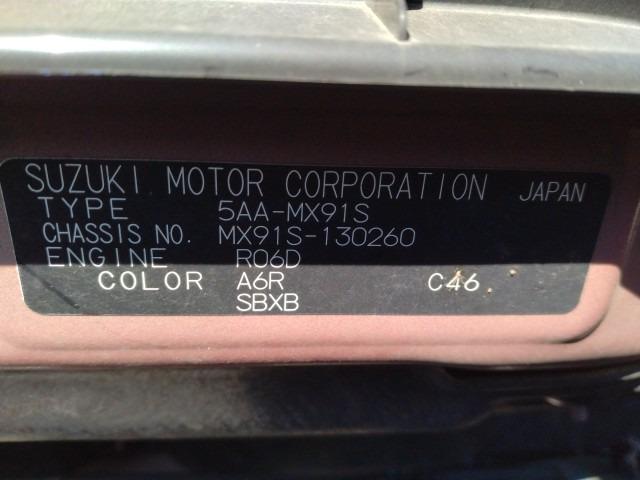 SUZUKI MOTOR CORPORATION JAPAN
TYPE 5AA-MX91S
CHASSIS NO. MX91S-130260
ENGINE R06D
COLOR A6R C46
SBXB